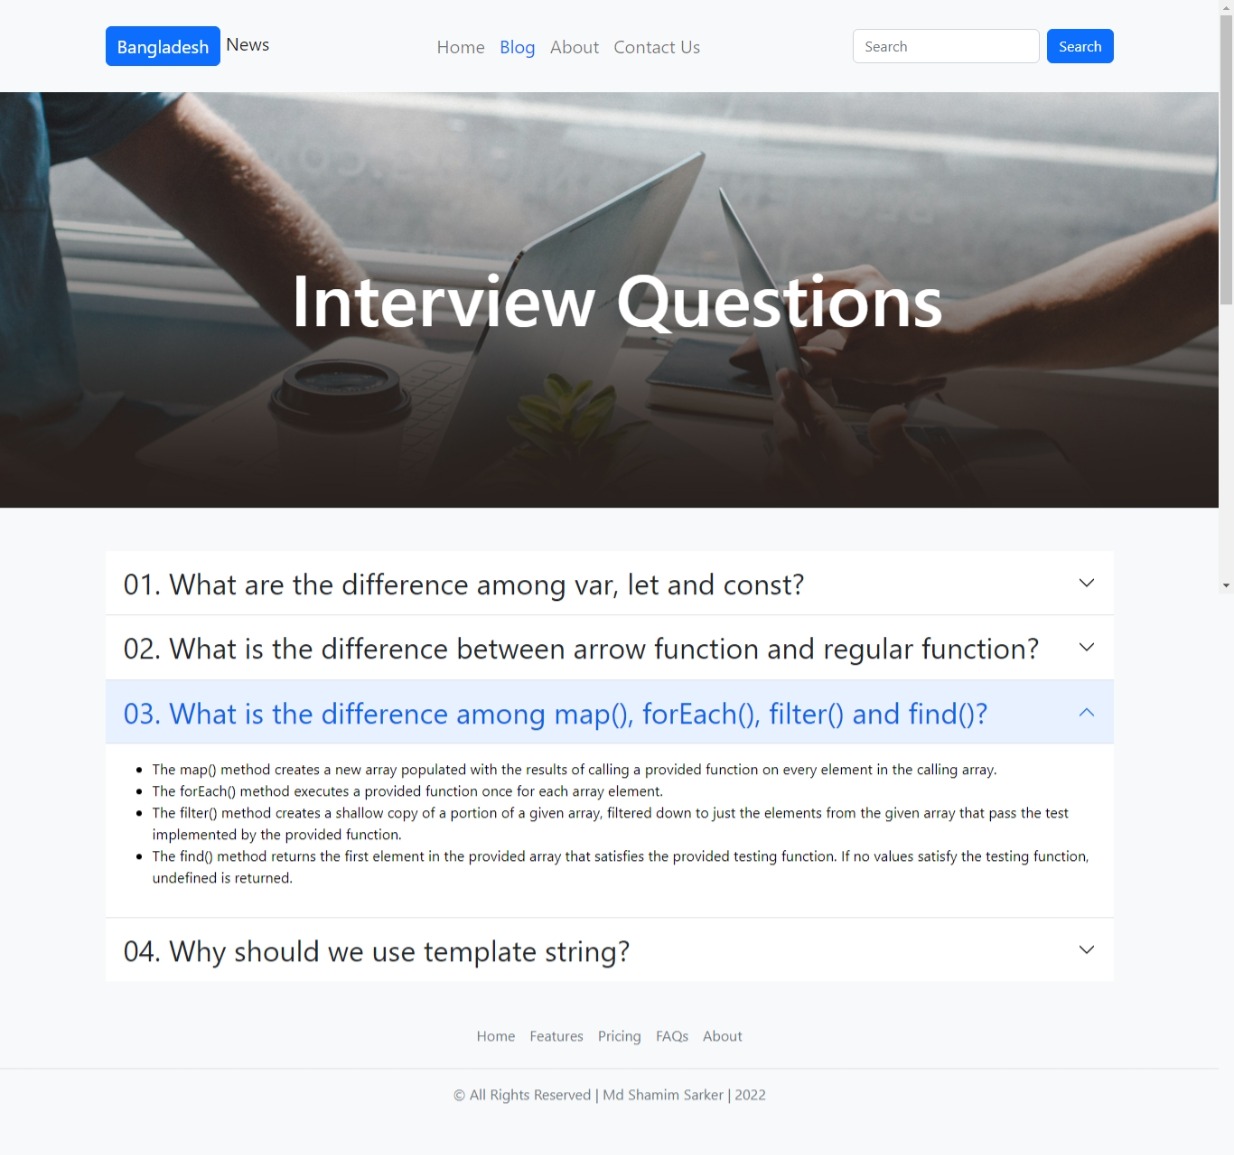 Bangladesh News
Home Blog About Contact Us
Search
Search
Interview Questions
01. What are the difference among var, let and const?
02. What is the difference between arrow function and regular function?
03. What is the difference among map(), forEach(), filter() and find()?
• The map() method creates a new array populated with the results of calling a provided function on every element in the calling array.
• The forEach() method executes a provided function once for each array element.
• The filter() method creates a shallow copy of a portion of a given array, filtered down to just the elements from the given array that pass the test
implemented by the provided function.
• The find() method returns the first element in the provided array that satisfies the provided testing function. If no values satisfy the testing function,
undefined is returned.
04. Why should we use template string?
Home Features Pricing FAQs About
© All Rights Reserved | Md Shamim Sarker | 2022